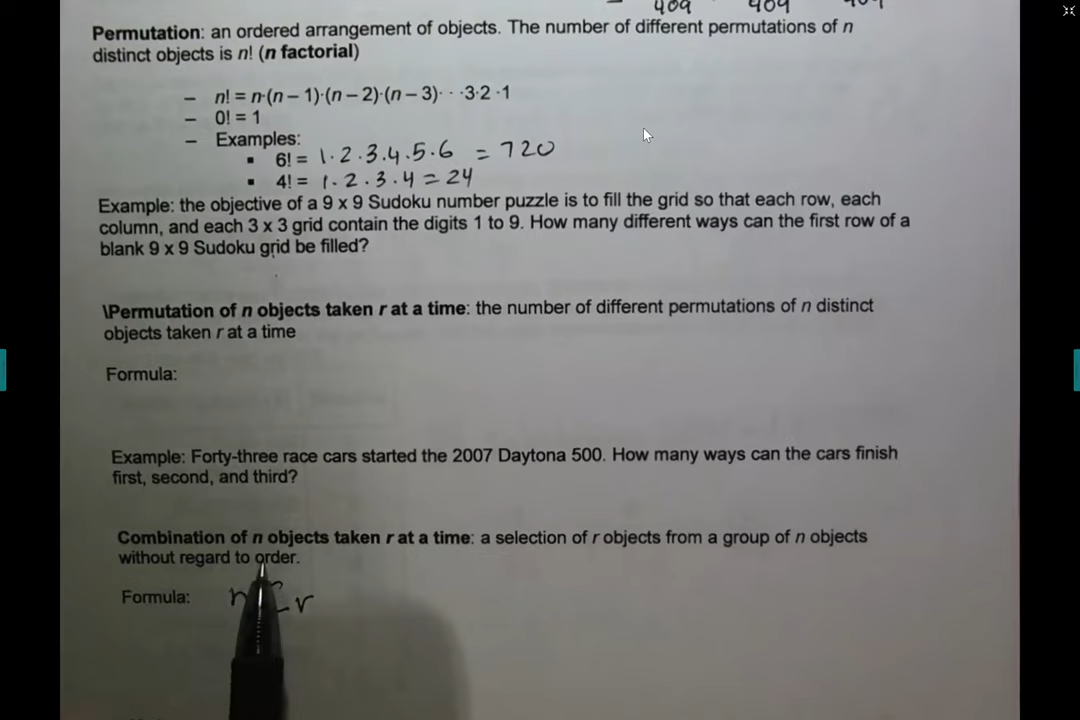 409 409
Permutation: an ordered arrangement of objects. The number of different permutations of n
distinct objects is n! (n factorial)
– n! = n·(n – 1)·(n – 2)·(n – 3)· · ·3·2 ·1
– 0! = 1
– Examples:
▪ 6! = 1·2·3·4·5·6 = 720
▪ 4! = 1·2·3·4 = 24
Example: the objective of a 9 x 9 Sudoku number puzzle is to fill the grid so that each row, each
column, and each 3 x 3 grid contain the digits 1 to 9. How many different ways can the first row of a
blank 9 x 9 Sudoku grid be filled?
\Permutation of n objects taken r at a time: the number of different permutations of n distinct
objects taken r at a time
Formula:
Example: Forty-three race cars started the 2007 Daytona 500. How many ways can the cars finish
first, second, and third?
Combination of n objects taken r at a time: a selection of r objects from a group of n objects
without regard to order.
Formula: n C r